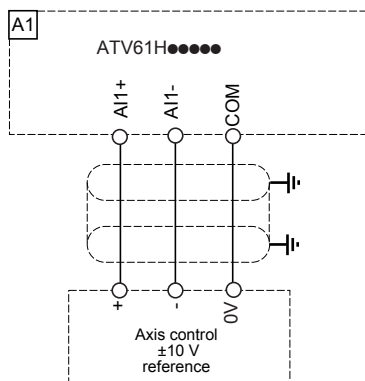 A1
ATV61H●●●●●
AI1+
AI1-
COM
+
-
0V
Axis control
±10 V
reference